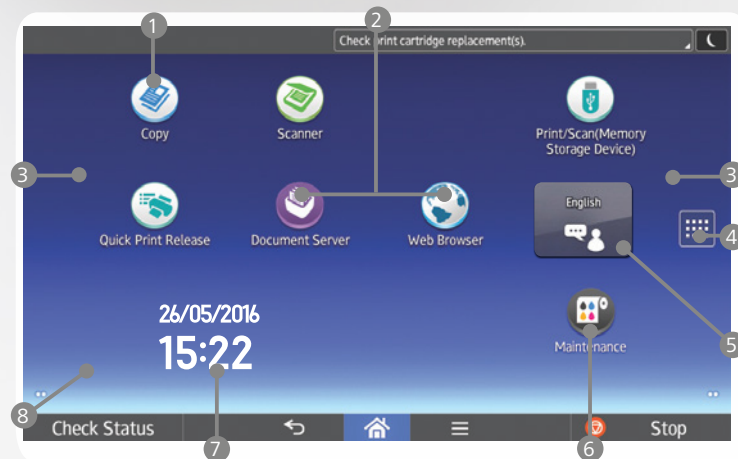 1
2
Check print cartridge replacement(s).
Copy
Scanner
Print/Scan(Memory
Storage Device)
3
3
English
4
Quick Print Release
Document Server
Web Browser
26/05/2016
15:22
Maintenance
5
8
Check Status
Stop
7
6